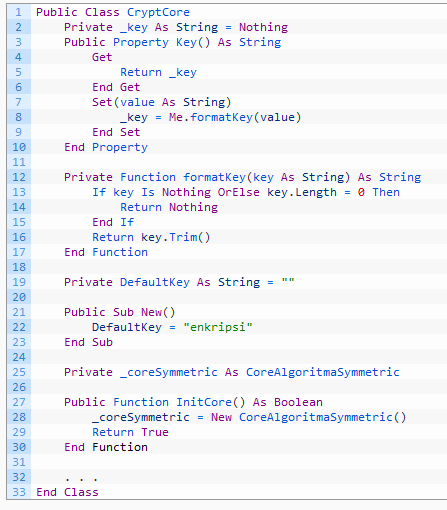 1 Public Class CryptCore
2     Private _key As String = Nothing
3     Public Property Key() As String
4         Get
5             Return _key
6         End Get
7         Set(value As String)
8             _key = Me.formatKey(value)
9         End Set
10     End Property
11
12     Private Function formatKey(key As String) As String
13         If key Is Nothing OrElse key.Length = 0 Then
14             Return Nothing
15         End If
16         Return key.Trim()
17     End Function
18
19     Private DefaultKey As String = ""
20
21     Public Sub New()
22         DefaultKey = "enkripsi"
23     End Sub
24
25     Private _coreSymmetric As CoreAlgoritmaSymmetric
26
27     Public Function InitCore() As Boolean
28         _coreSymmetric = New CoreAlgoritmaSymmetric()
29         Return True
30     End Function
31
32     . . .
33 End Class